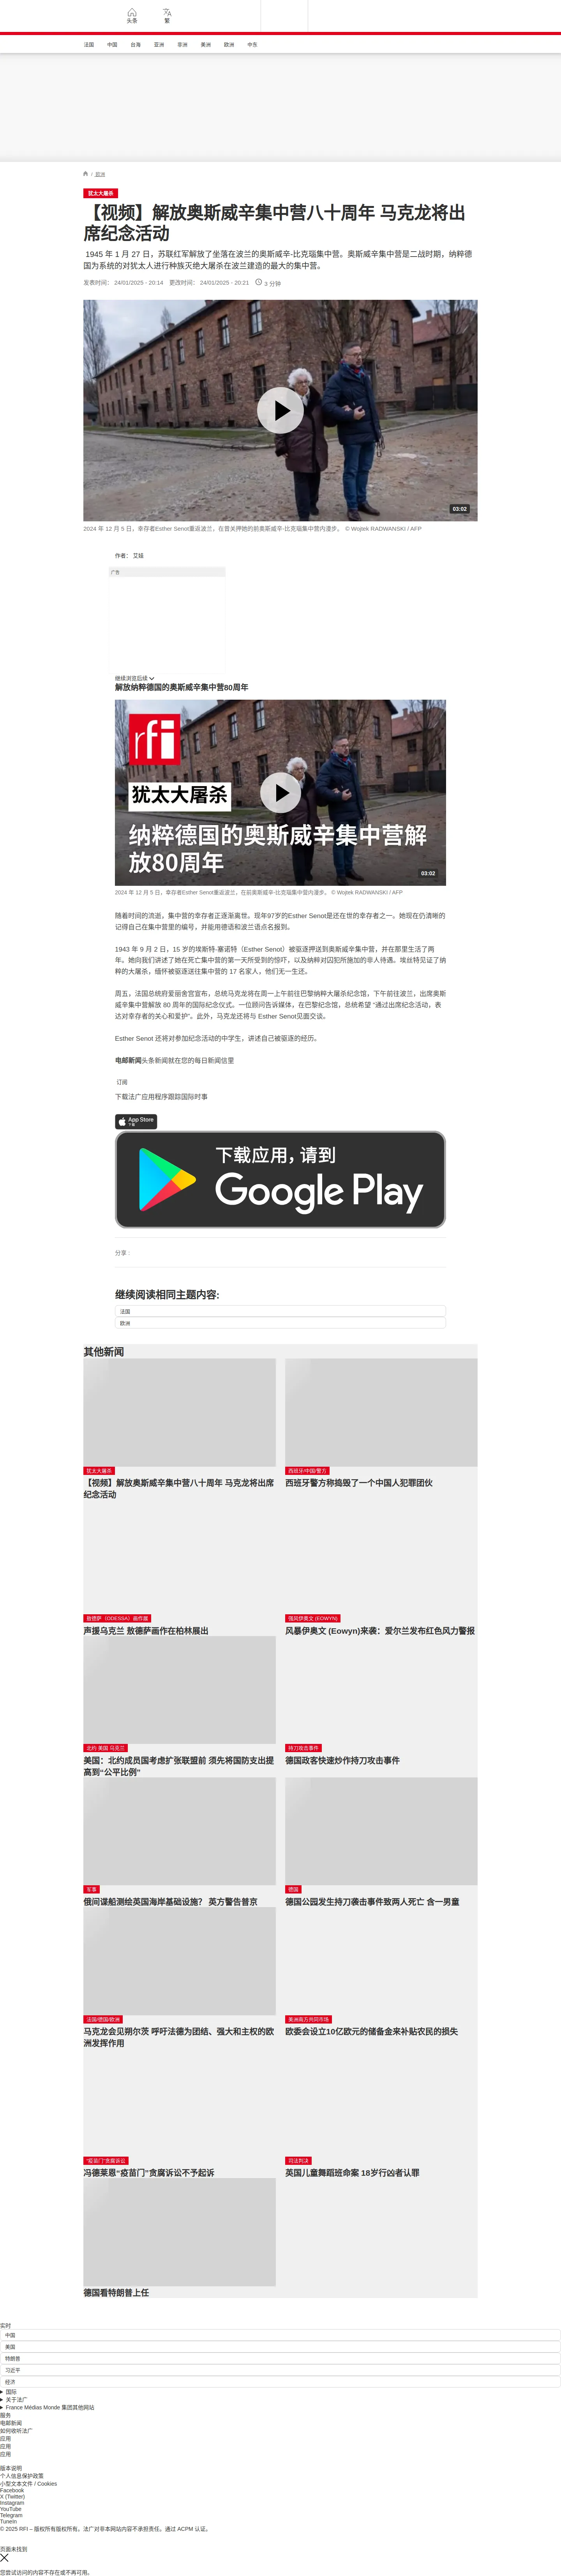 头条
繁
法国
中国
台海
亚洲
非洲
美洲
欧洲
中东
/ 欧洲
犹太大屠杀
【视频】解放奥斯威辛集中营八十周年 马克龙将出
席纪念活动
1945 年 1 月 27 日，苏联红军解放了坐落在波兰的奥斯威辛-比克瑙集中营。奥斯威辛集中营是二战时期，纳粹德
国为系统的对犹太人进行种族灭绝大屠杀在波兰建造的最大的集中营。
发表时间： 24/01/2025 - 20:14 更改时间： 24/01/2025 - 20:21 3 分钟
03:02
2024 年 12 月 5 日，幸存者Esther Senot重返波兰，在曾关押她的前奥斯威辛-比克瑙集中营内漫步。 © Wojtek RADWANSKI / AFP
作者： 艾娃
广告
继续浏览后续
解放纳粹德国的奥斯威辛集中营80周年
rfi
犹太大屠杀
纳粹德国的奥斯威辛集中营解
放80周年
03:02
2024 年 12 月 5 日，幸存者Esther Senot重返波兰，在前奥斯威辛-比克瑙集中营内漫步。 © Wojtek RADWANSKI / AFP
随着时间的流逝，集中营的幸存者正逐渐离世。现年97岁的Esther Senot是还在世的幸存者之一。她现在仍清晰的
记得自己在集中营里的编号，并能用德语和波兰语点名报到。
1943 年 9 月 2 日，15 岁的埃斯特-塞诺特（Esther Senot）被驱逐押送到奥斯威辛集中营，并在那里生活了两
年。她向我们讲述了她在死亡集中营的第一天所受到的惊吓，以及纳粹对囚犯所施加的非人待遇。埃丝特见证了纳
粹的大屠杀，缅怀被驱逐送往集中营的 17 名家人，他们无一生还。
周五，法国总统府爱丽舍宫宣布，总统马克龙将在周一上午前往巴黎纳粹大屠杀纪念馆，下午前往波兰，出席奥斯
威辛集中营解放 80 周年的国际纪念仪式。一位顾问告诉媒体，在巴黎纪念馆，总统希望 “通过出席纪念活动，表
达对幸存者的关心和爱护”。此外，马克龙还将与 Esther Senot见面交谈。
Esther Senot 还将对参加纪念活动的中学生，讲述自己被驱逐的经历。
电邮新闻头条新闻就在您的每日新闻信里
订阅
下载法广应用程序跟踪国际时事
App Store
下载
下载应用，请到
Google Play
分享 :
继续阅读相同主题内容:
法国
欧洲
其他新闻
犹太大屠杀
【视频】解放奥斯威辛集中营八十周年 马克龙将出席
纪念活动
西班牙/中国/警方
西班牙警方称捣毁了一个中国人犯罪团伙
敖德萨（ODESSA）画作展
声援乌克兰 敖德萨画作在柏林展出
强风伊奥文 (EOWYN)
风暴伊奥文 (Eowyn)来袭：爱尔兰发布红色风力警报
北约 美国 乌克兰
美国：北约成员国考虑扩张联盟前 须先将国防支出提
高到“公平比例”
持刀攻击事件
德国政客快速炒作持刀攻击事件
军事
俄间谍船测绘英国海岸基础设施？ 英方警告普京
德国
德国公园发生持刀袭击事件致两人死亡 含一男童
法国/德国/欧洲
马克龙会见朔尔茨 呼吁法德为团结、强大和主权的欧
洲发挥作用
美洲南方共同市场
欧委会设立10亿欧元的储备金来补贴农民的损失
“疫苗门”贪腐诉讼
冯德莱恩“疫苗门”贪腐诉讼不予起诉
司法判决
英国儿童舞蹈班命案 18岁行凶者认罪
德国看特朗普上任
实时
中国
美国
特朗普
习近平
经济
国际
关于法广
France Médias Monde 集团其他网站
服务
电邮新闻
如何收听法广
应用
应用
应用
版本说明
个人信息保护政策
小型文本文件 / Cookies
Facebook
X (Twitter)
Instagram
YouTube
Telegram
TuneIn
© 2025 RFI – 版权所有版权所有。法广对非本网站内容不承担责任。通过 ACPM 认证。
页面未找到
您尝试访问的内容不存在或不再可用。